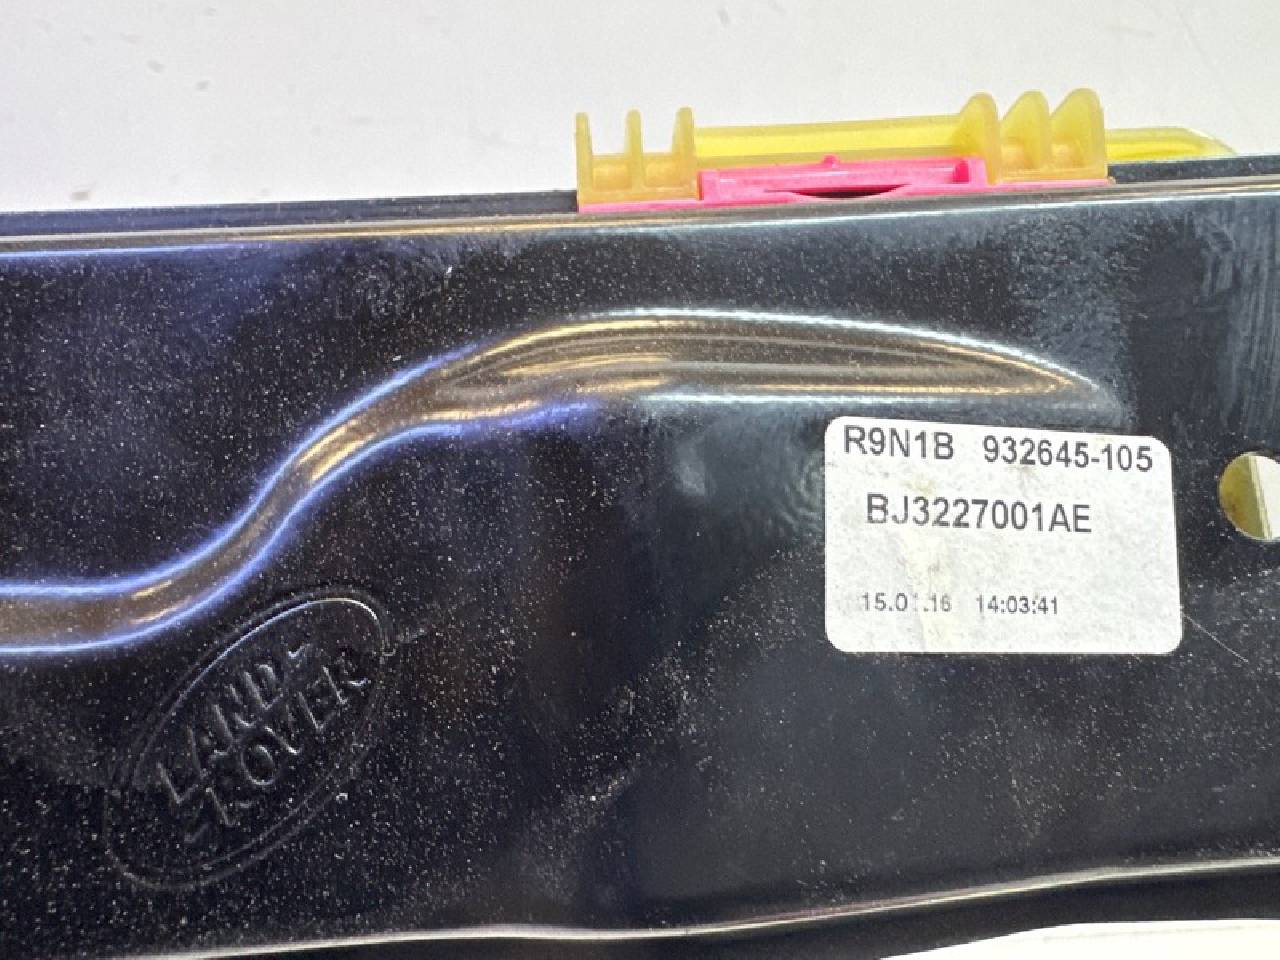 R9N1B 932645-105
BJ3227001AE
14:03:41
LAND
ROVER